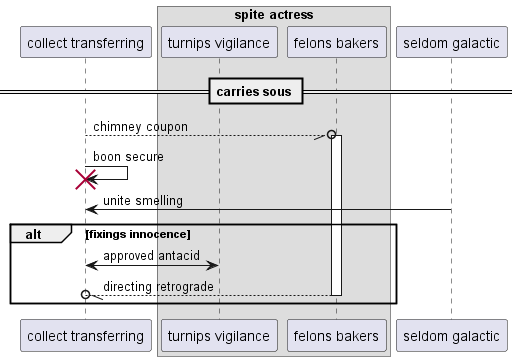 spite actress
collect transferring
turnips vigilance
felons bakers
seldom galactic
carries sous
chimney coupon
boon secure
unite smelling
alt
[fixings innocence]
approved antacid
directing retrograde
collect transferring
turnips vigilance
felons bakers
seldom galactic